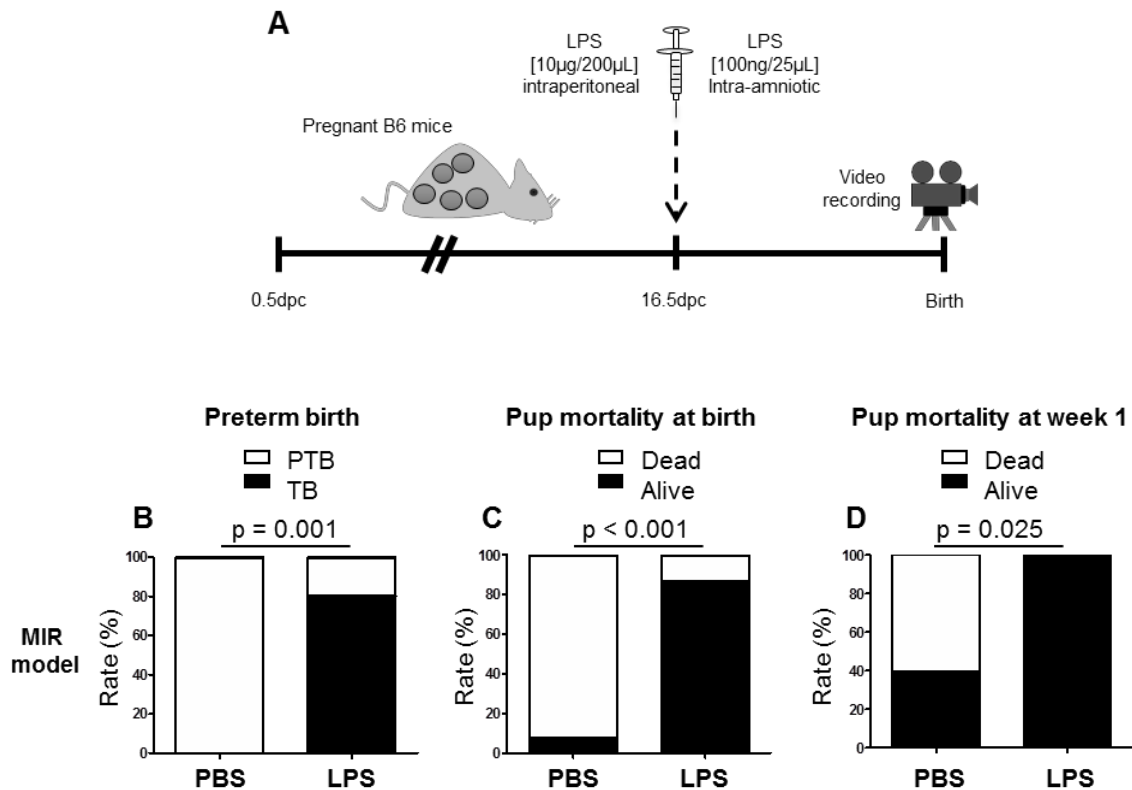 A
LPS
[10µg/200µL]
intraperitoneal
LPS
[100ng/25µL]
Intra-amniotic
Pregnant B6 mice
Video
recording
0.5dpc
16.5dpc
Birth
Preterm birth
PTB
TB
B
p = 0.001
Rate (%)
100
80
60
40
20
0
PBS
LPS
Pup mortality at birth
Dead
Alive
C
p < 0.001
Rate (%)
100
80
60
40
20
0
PBS
LPS
Pup mortality at week 1
Dead
Alive
D
p = 0.025
Rate (%)
100
80
60
40
20
0
PBS
LPS
MIR
model